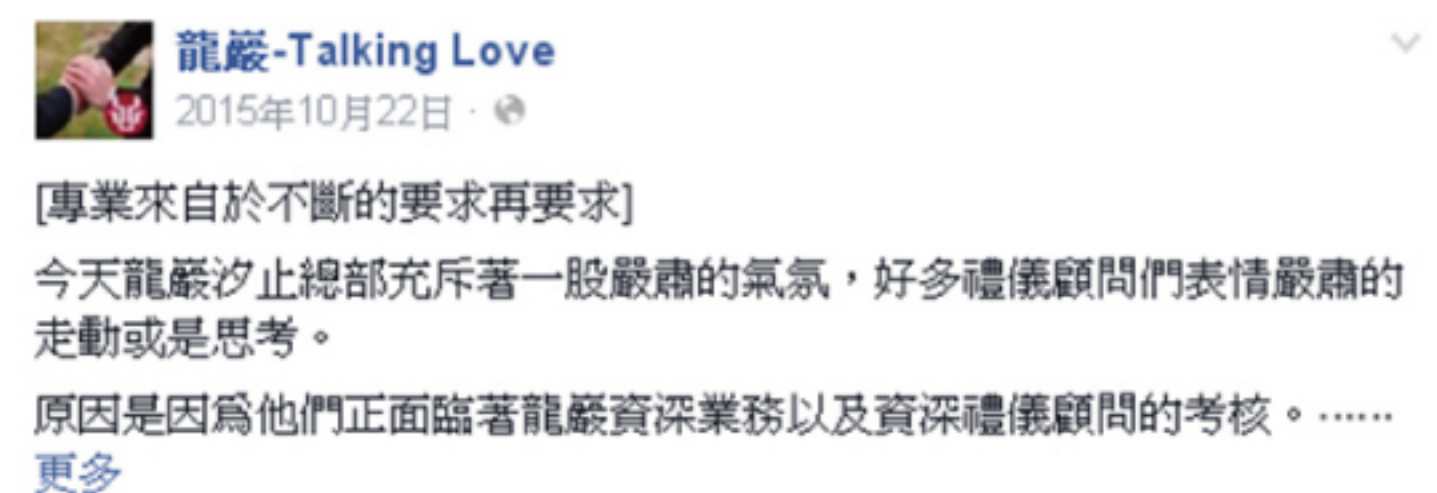 龍巖-Talking Love
2015年10月22日 ·
[專業來自於不斷的要求再要求]
今天龍巖汐止總部充斥著一股嚴肅的氣氛，好多禮儀顧問們表情嚴肅的
走動或是思考。
原因是因為他們正面臨著龍巖資深業務以及資深禮儀顧問的考核。……
更多